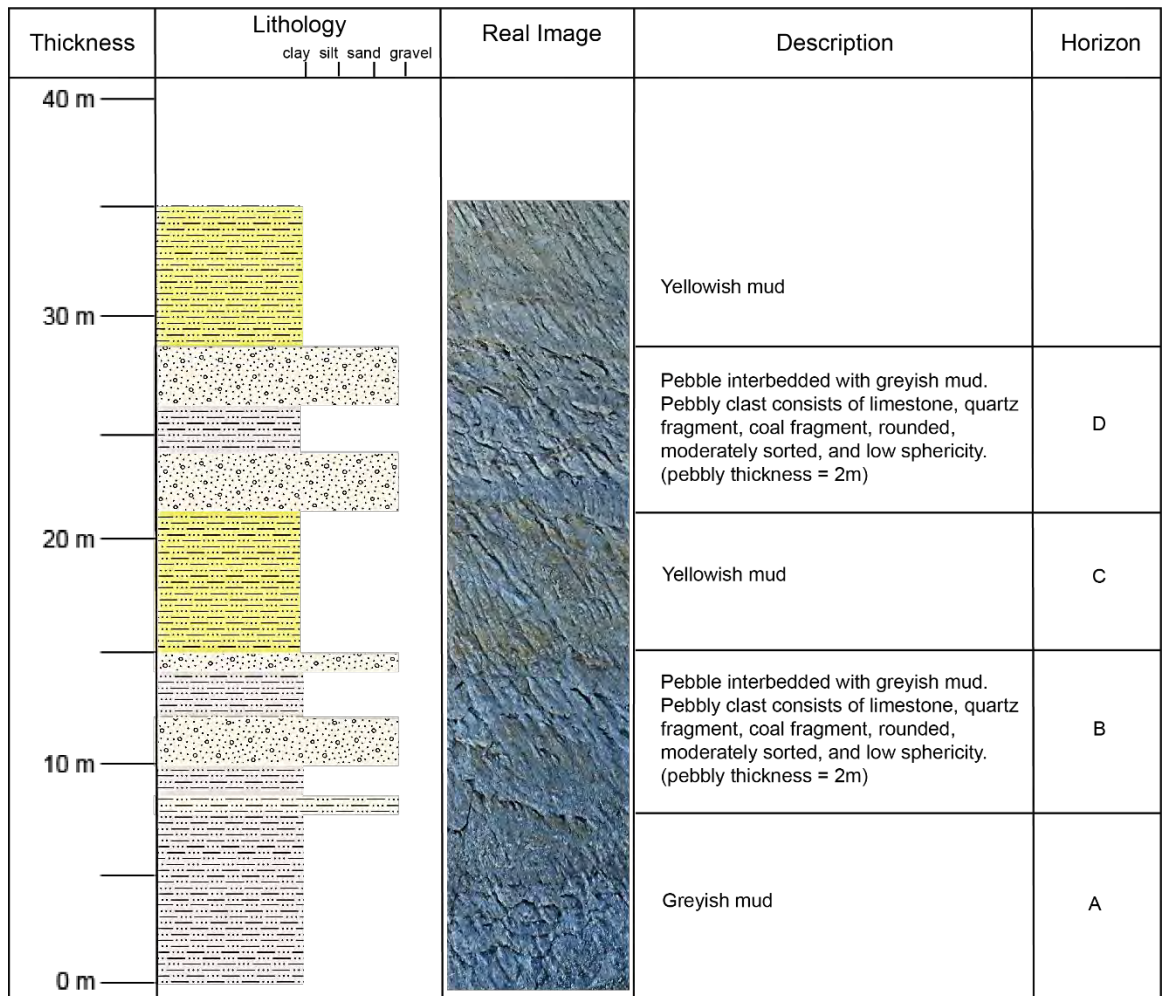 Thickness
Lithology
clay silt sand gravel
Real Image
Description
Horizon
40 m
30 m
20 m
10 m
0 m
Yellowish mud
Pebble interbedded with greyish mud.
Pebbly clast consists of limestone, quartz
fragment, coal fragment, rounded,
moderately sorted, and low sphericity.
(pebbly thickness = 2m)
D
Yellowish mud
C
Pebble interbedded with greyish mud.
Pebbly clast consists of limestone, quartz
fragment, coal fragment, rounded,
moderately sorted, and low sphericity.
(pebbly thickness = 2m)
B
Greyish mud
A